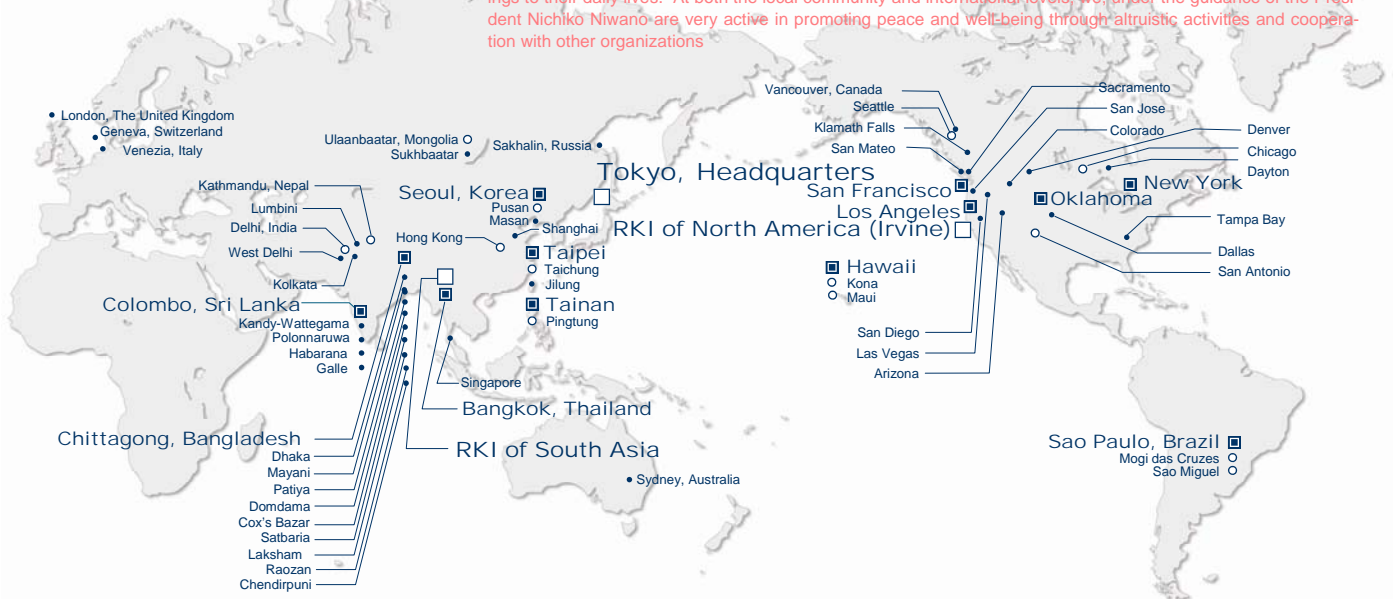 ings to their daily lives. At both the local community and international levels, we, under the guidance of the Presi-
dent Nichiko Niwano are very active in promoting peace and well-being through altruistic activities and coopera-
tion with other organizations
London, The United Kingdom
Geneva, Switzerland
Venezia, Italy
Ulaanbaatar, Mongolia
Sukhbaatar
Sakhalin, Russia
Tokyo, Headquarters
Seoul, Korea
Pusan
Masan
Shanghai
Hong Kong
Kathmandu, Nepal
Lumbini
Delhi, India
West Delhi
Kolkata
Colombo, Sri Lanka
Kandy-Wattegama
Polonnaruwa
Habarana
Galle
Taipei
Taichung
Jilung
Tainan
Pingtung
Singapore
Bangkok, Thailand
RKI of South Asia
Chittagong, Bangladesh
Dhaka
Mayani
Patiya
Domdama
Cox's Bazar
Satbaria
Laksham
Raozan
Chendirpuni
Sydney, Australia
Vancouver, Canada
Seattle
Klamath Falls
San Mateo
San Francisco
Los Angeles
RKI of North America (Irvine)
Hawaii
Kona
Maui
San Diego
Las Vegas
Arizona
Sacramento
San Jose
Colorado
Denver
Chicago
Dayton
New York
Oklahoma
Tampa Bay
Dallas
San Antonio
Sao Paulo, Brazil
Mogi das Cruzes
Sao Miguel